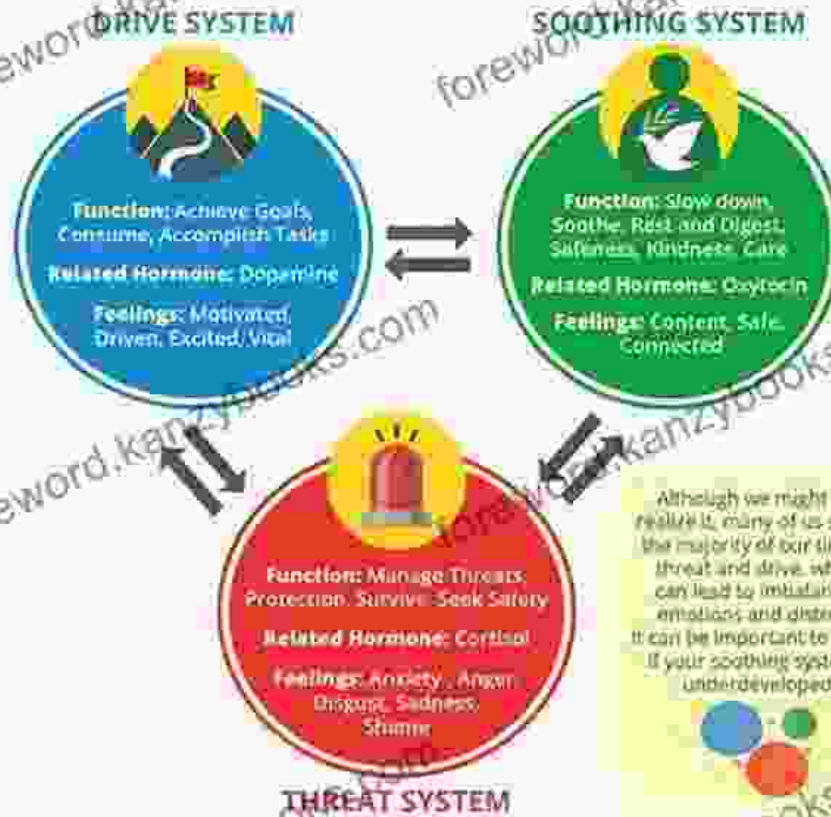 DRIVE SYSTEM
SOOTHING SYSTEM
Function: Achieve Goals,
Consume, Accomplish Tasks
Related Hormone: Dopamine
Feelings: Motivated,
Driven, Excited, Vital
Function: Slow down,
Soothe, Rest and Digest,
Safeness, Kindness, Care
Related Hormone: Oxytocin
Feelings: Content, Safe,
Connected
Function: Manage Threats,
Protection, Survive, Seek Safety
Related Hormone: Cortisol
Feelings: Anxiety, Anger,
Disgust, Sadness,
Shame
THREAT SYSTEM
Although we might
realize it, many of us
the majority of our
threat and drive,
can lead to
emotions and
It can be important to
if your soothing
underdeveloped
foreword.kanzybooks.com